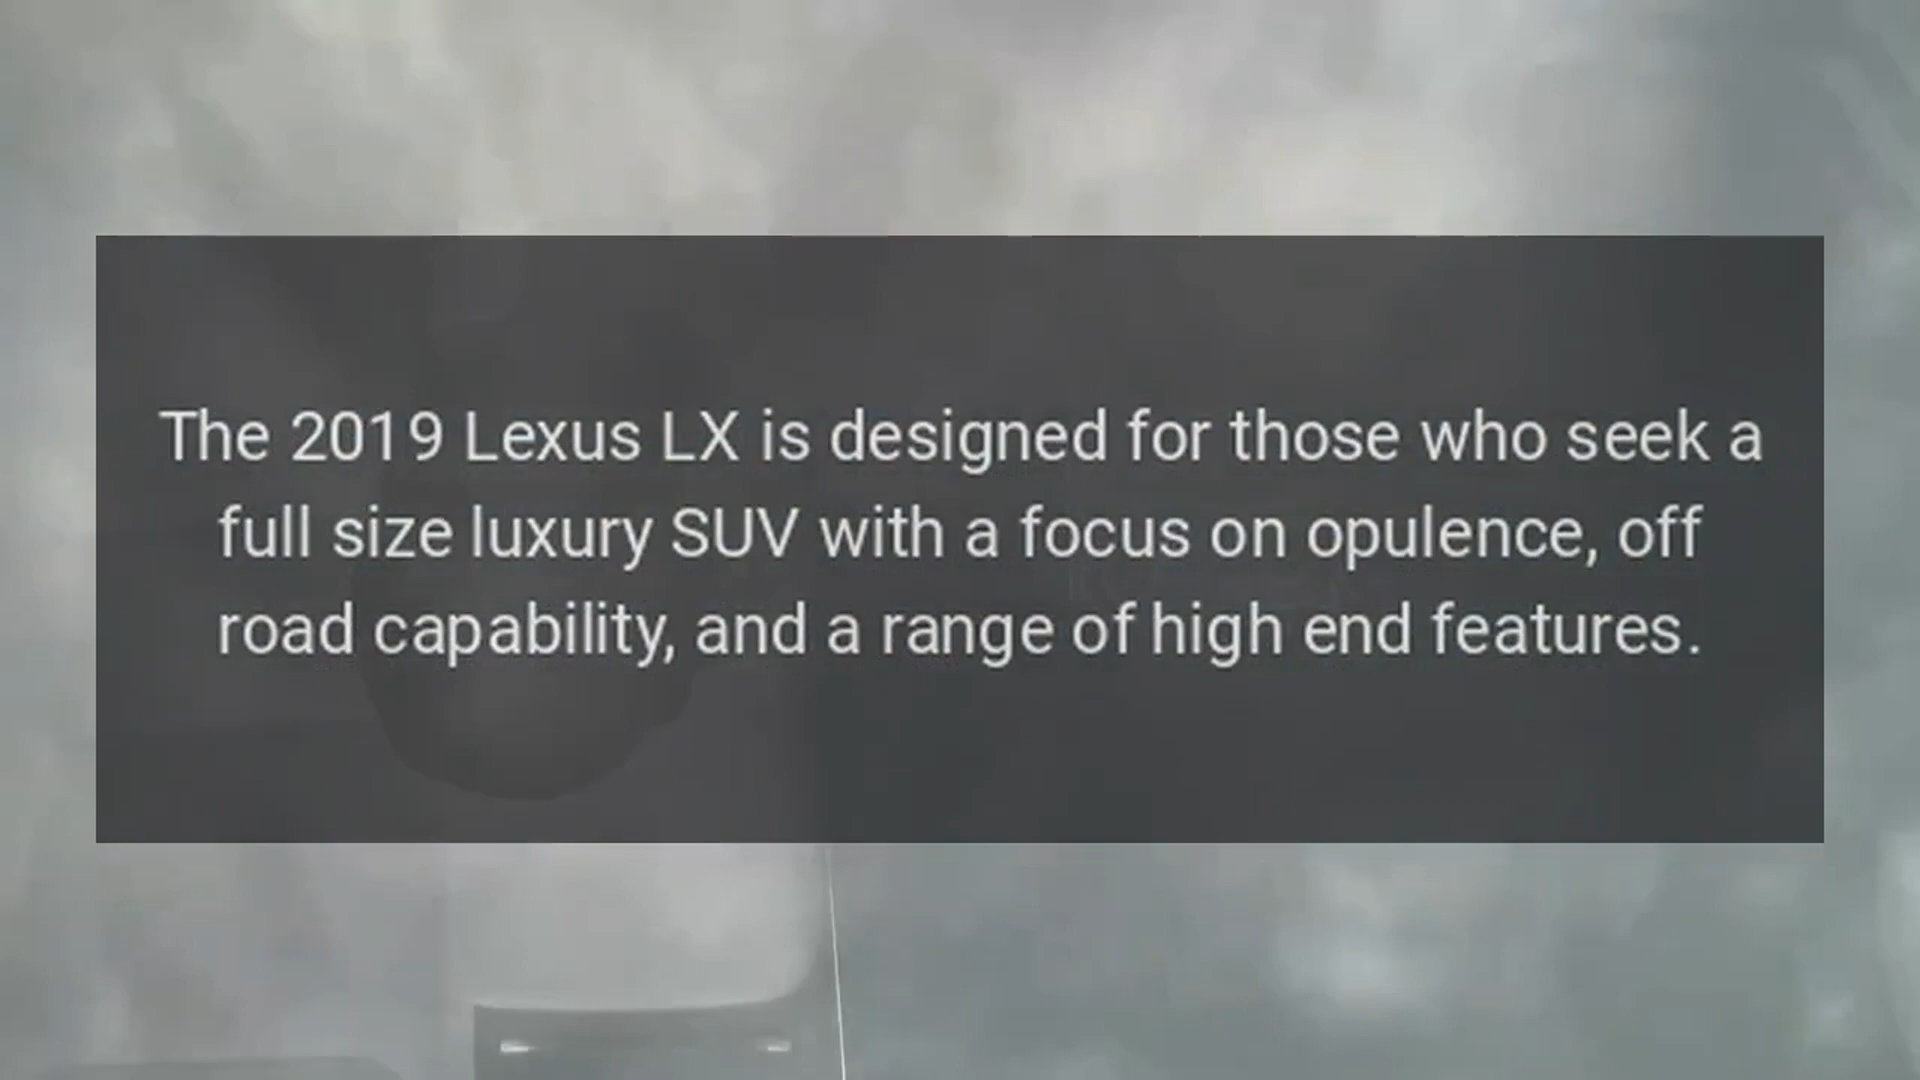 The 2019 Lexus LX is designed for those who seek a
full size luxury SUV with a focus on opulence, off
road capability, and a range of high end features.